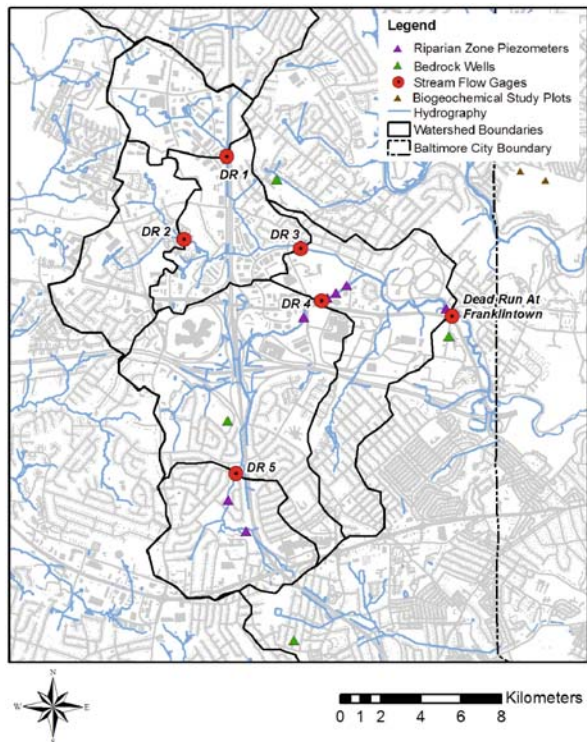 Legend
Riparian Zone Piezometers
Bedrock Wells
Stream Flow Gages
Biogeochemical Study Plots
Hydrography
Watershed Boundaries
Baltimore City Boundary
DR 1
DR 2
DR 3
DR 4
Dead Run At
Franklintown
DR 5
N
W
E
S
Kilometers
0 1 2 4 6 8